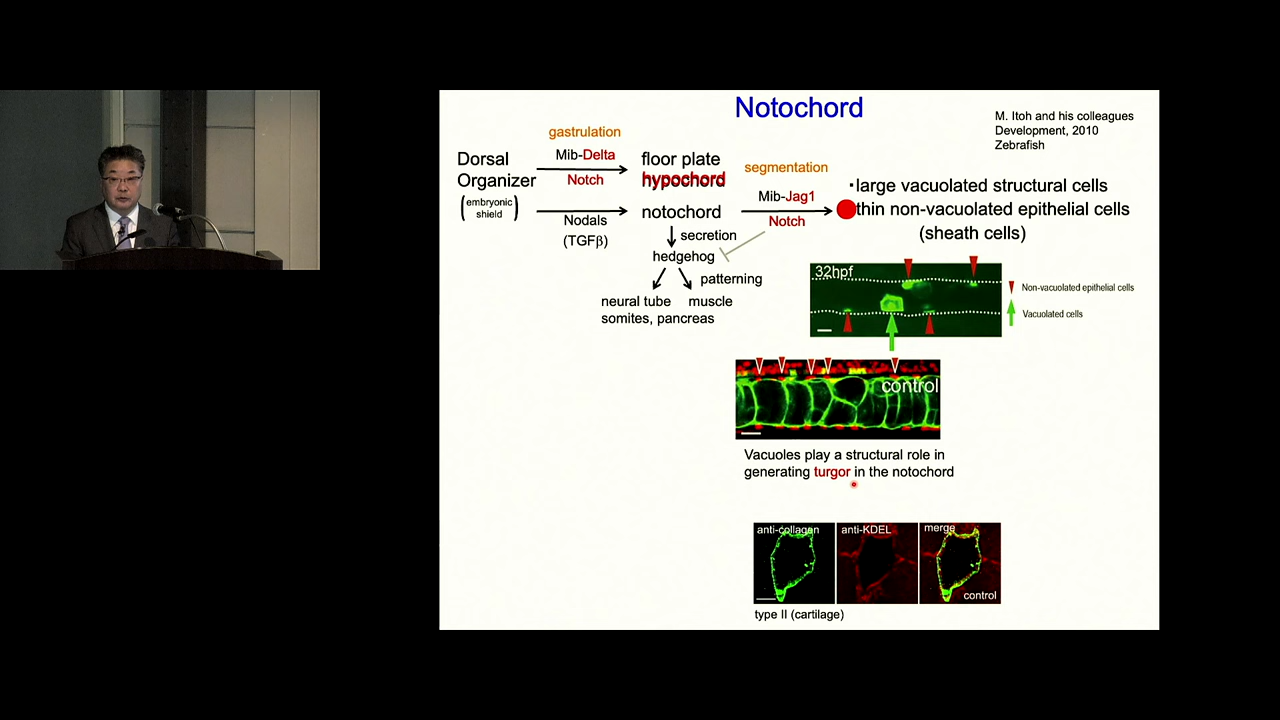 Notochord
M. Itoh and his colleagues
Development, 2010
Zebrafish
gastrulation
Dorsal
Organizer
(embryonic
shield)
Mib-Delta
Notch
floor plate
hypochord
Nodals
(TGFβ)
notochord
segmentation
Mib-Jag1
Notch
·large vacuolated structural cells
thin non-vacuolated epithelial cells
(sheath cells)
secretion
hedgehog
patterning
neural tube
muscle
somites, pancreas
32hpf
Non-vacuolated epithelial cells
Vacuolated cells
control
Vacuoles play a structural role in
generating turgor in the notochord
anti-collagen
anti-KDEL
merge
control
type II (cartilage)